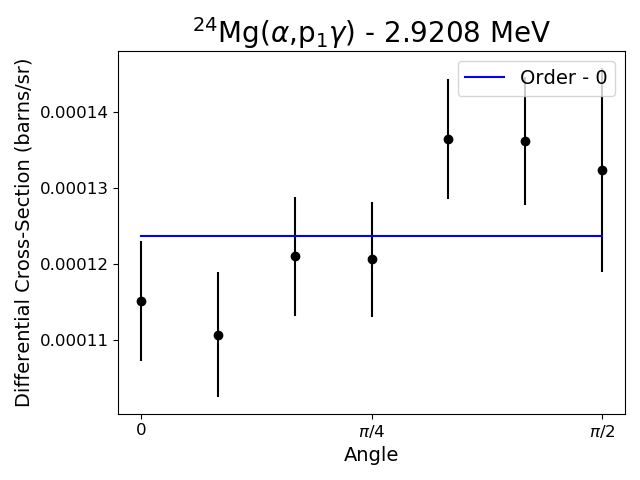 ²⁴Mg(α,p₁γ) - 2.9208 MeV
Order - 0
Differential Cross-Section (barns/sr)
0.00014
0.00013
0.00012
0.00011
0 π/4 π/2
Angle